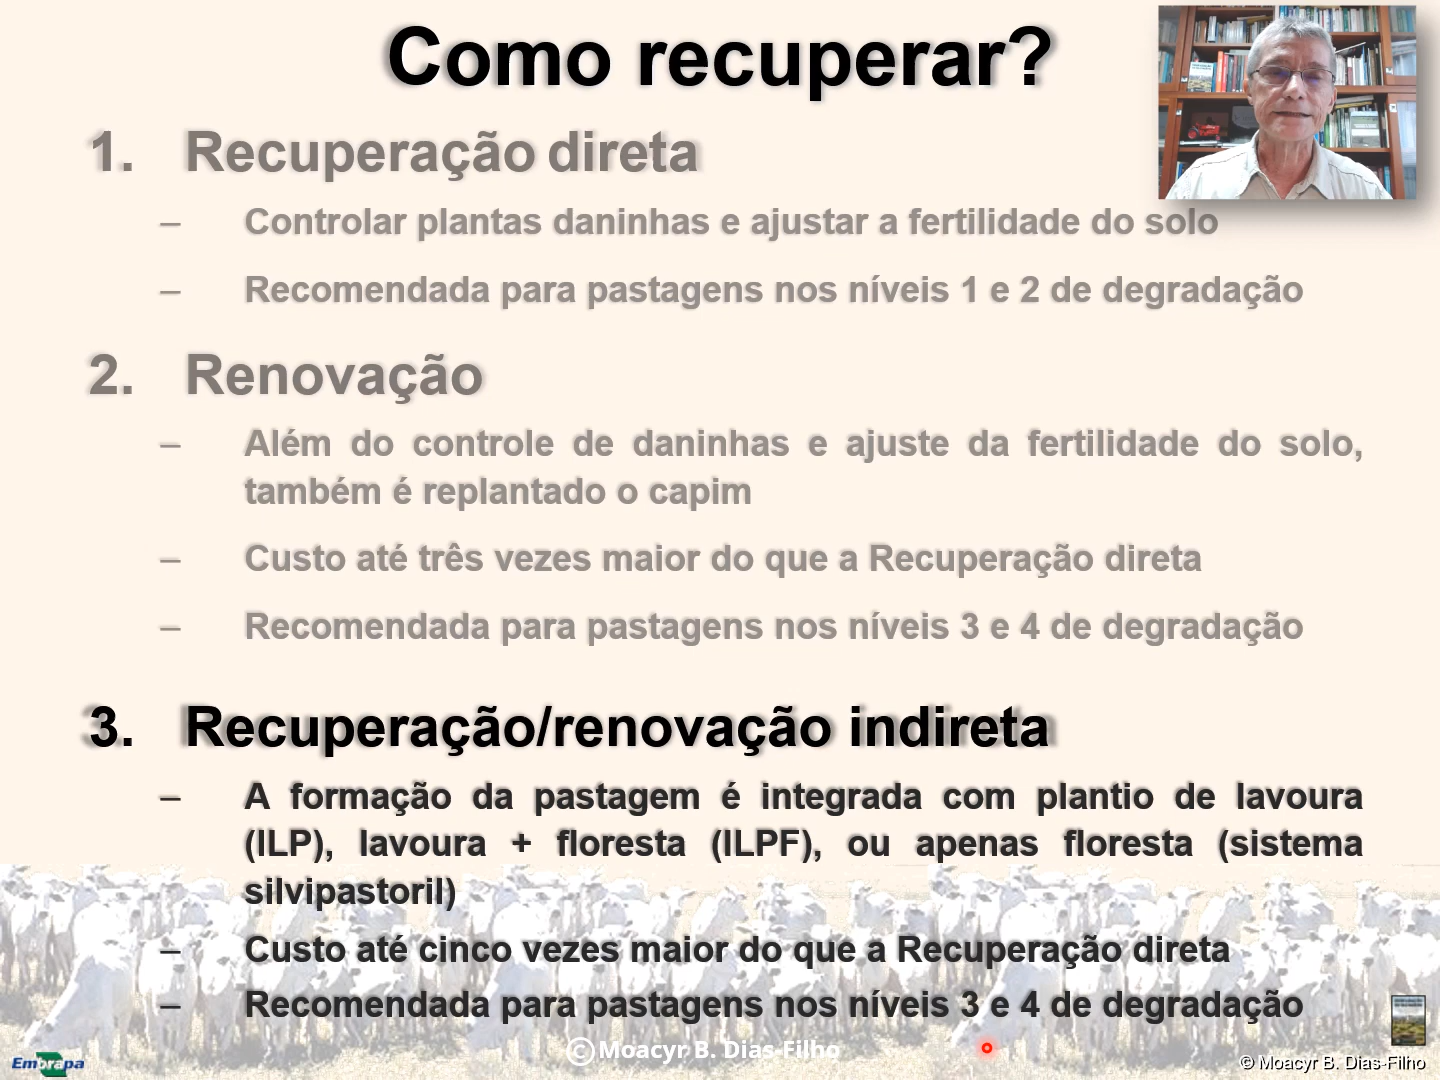 Como recuperar?
1. Recuperação direta
– Controlar plantas daninhas e ajustar a fertilidade do solo
– Recomendada para pastagens nos níveis 1 e 2 de degradação
2. Renovação
– Além do controle de daninhas e ajuste da fertilidade do solo,
também é replantado o capim
– Custo até três vezes maior do que a Recuperação direta
– Recomendada para pastagens nos níveis 3 e 4 de degradação
3. Recuperação/renovação indireta
– A formação da pastagem é integrada com plantio de lavoura
(ILP), lavoura + floresta (ILPF), ou apenas floresta (sistema
silvipastoril)
– Custo até cinco vezes maior do que a Recuperação direta
– Recomendada para pastagens nos níveis 3 e 4 de degradação
© Moacyr B. Dias-Filho
Embrapa
© Moacyr B. Dias-Filho